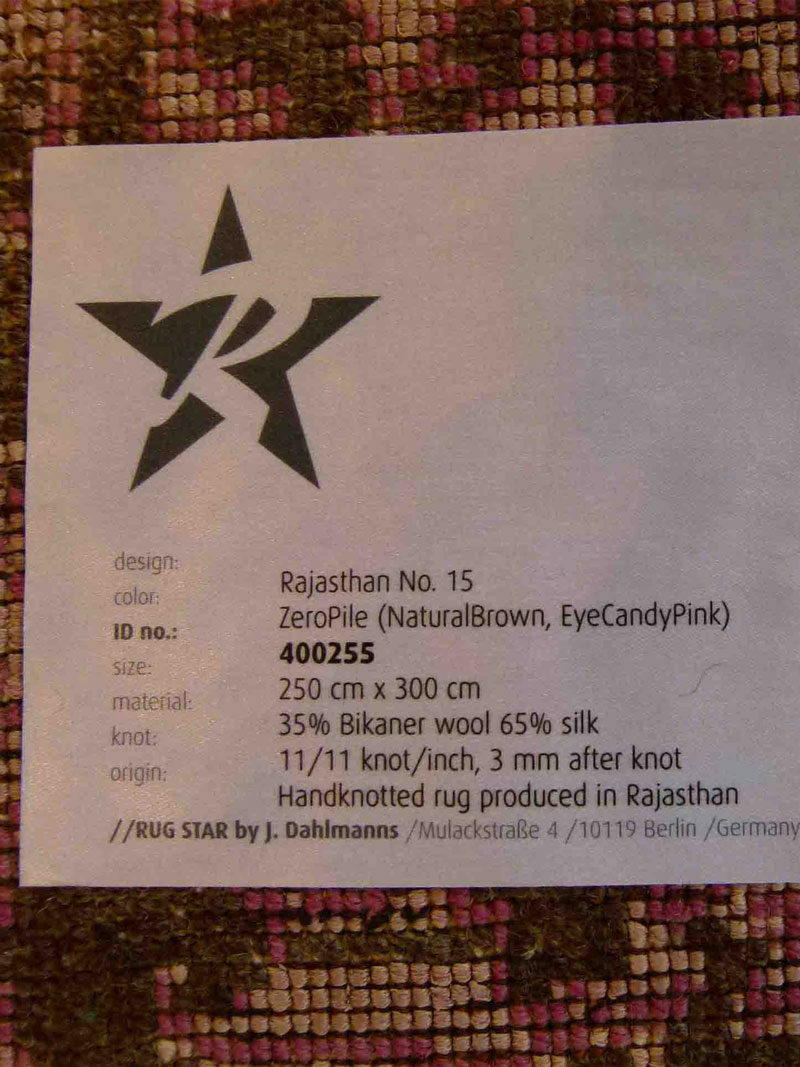 design: Rajasthan No. 15
color: ZeroPile (NaturalBrown, EyeCandyPink)
ID no.: 400255
size: 250 cm x 300 cm
material: 35% Bikaner wool 65% silk
knot: 11/11 knot/inch, 3 mm after knot
origin: Handknotted rug produced in Rajasthan
//RUG STAR by J. Dahlmanns /Mulackstraße 4 /10119 Berlin /Germany